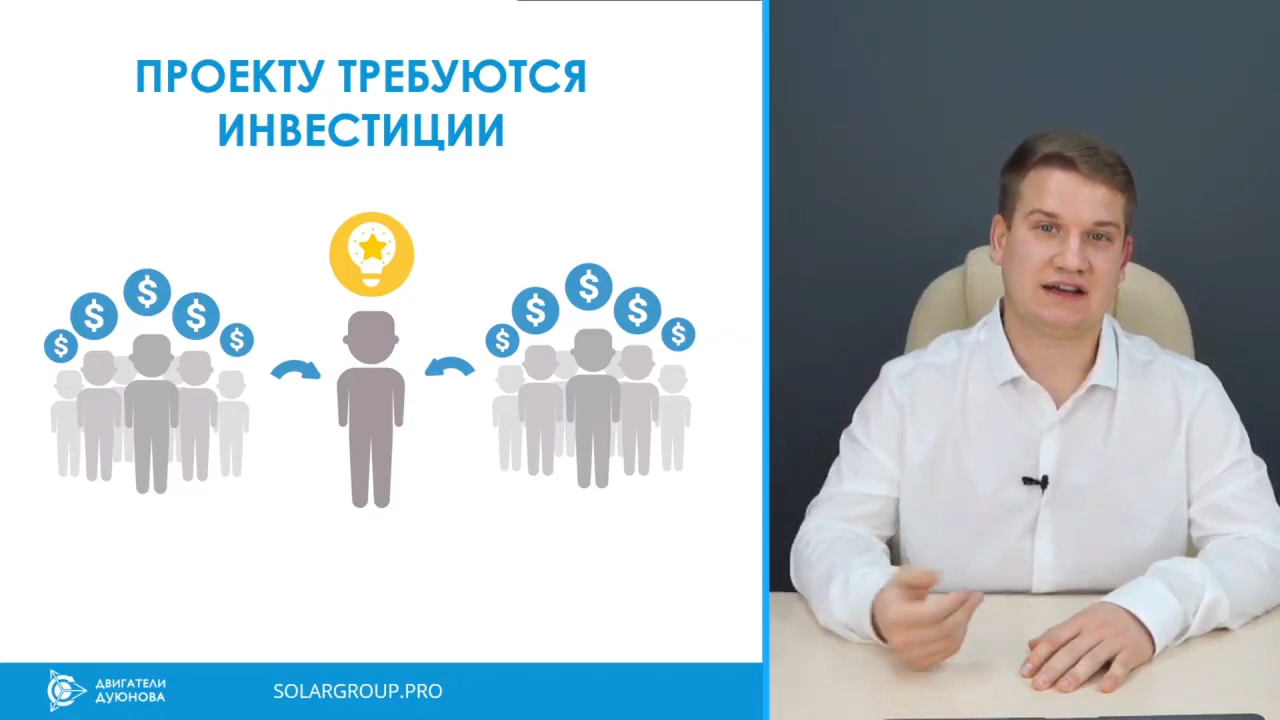 ПРОЕКТУ ТРЕБУЮТСЯ
ИНВЕСТИЦИИ
$ $ $ $ $
$ $ $ $ $
ДВИГАТЕЛИ
ДУЮНОВА
SOLARGROUP.PRO